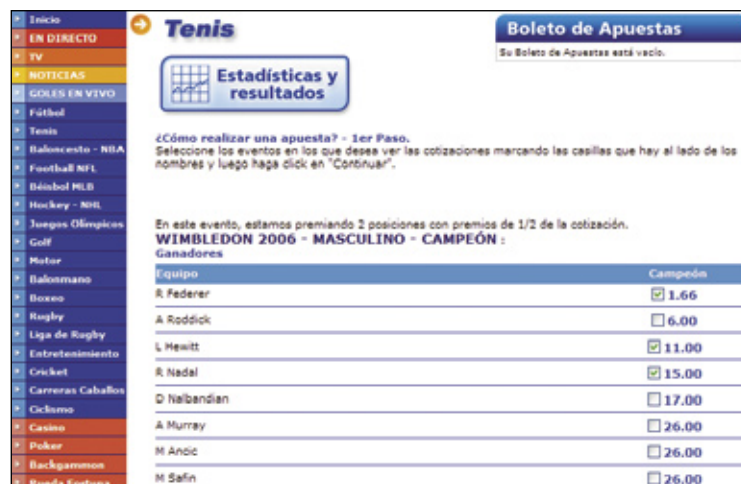 Inicio
EN DIRECTO
TV
NOTICIAS
GOLES EN VIVO
Fútbol
Tenis
Baloncesto - NBA
Football NFL
Béisbol MLB
Hockey - NHL
Juegos Olímpicos
Golf
Motor
Balonmano
Boxeo
Rugby
Liga de Rugby
Entretenimiento
Cricket
Carreras Caballos
Ciclismo
Casino
Poker
Backgammon
Rueda Fortuna
Tenis
Estadísticas y
resultados
Boleto de Apuestas
Su Boleto de Apuestas está vacío.
¿Cómo realizar una apuesta? - 1er Paso.
Seleccione los eventos en los que desea ver las cotizaciones marcando las casillas que hay al lado de los
nombres y luego haga click en "Continuar".
En este evento, estamos premiando 2 posiciones con premios de 1/2 de la cotización.
WIMBLEDON 2006 - MASCULINO - CAMPEÓN :
Ganadores
Equipo Campeón
R Federer 1.66
A Roddick 6.00
L Hewitt 11.00
R Nadal 15.00
D Nalbandian 17.00
A Murray 26.00
M Ancic 26.00
M Safin 26.00